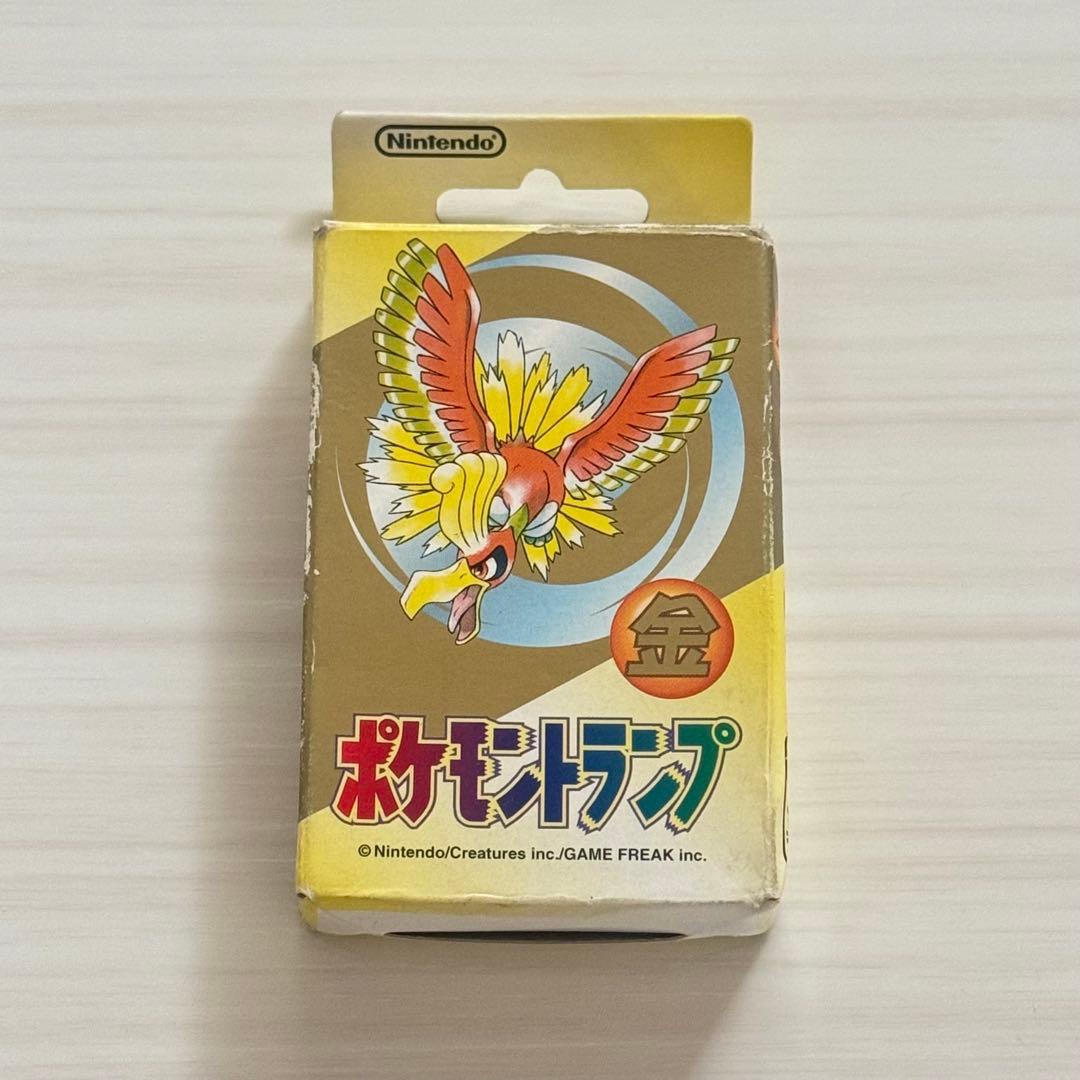 Nintendo®
金
ポケモントランプ
©Nintendo/Creatures inc./GAME FREAK inc.